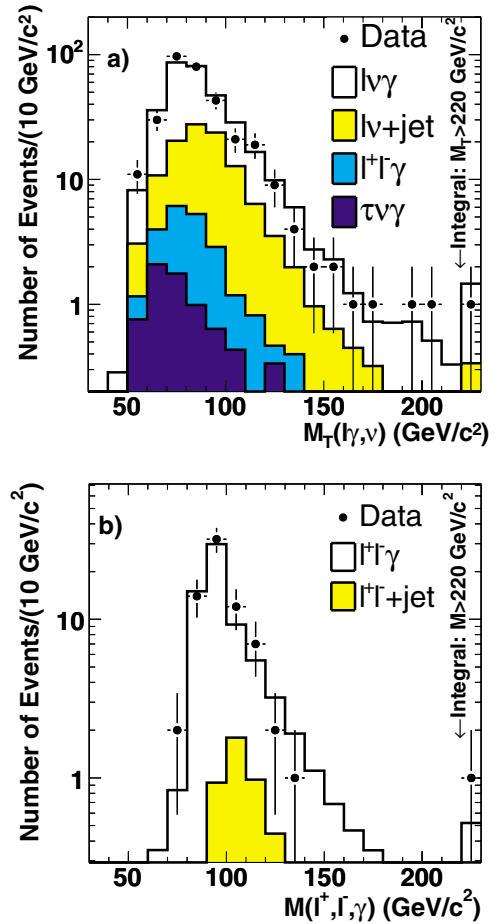 a)
Number of Events/(10 GeV/c²)
10²
10
1
Data
lνγ
lν+jet
l⁺l⁻γ
τνγ
←Integral: M_T>220 GeV/c²
50 100 150 200
M_T(lγ,ν) (GeV/c²)
b)
Number of Events/(10 GeV/c²)
10
1
Data
l⁺l⁻γ
l⁺l⁻+jet
←Integral: M>220 GeV/c²
50 100 150 200
M(l⁺,l⁻,γ) (GeV/c²)